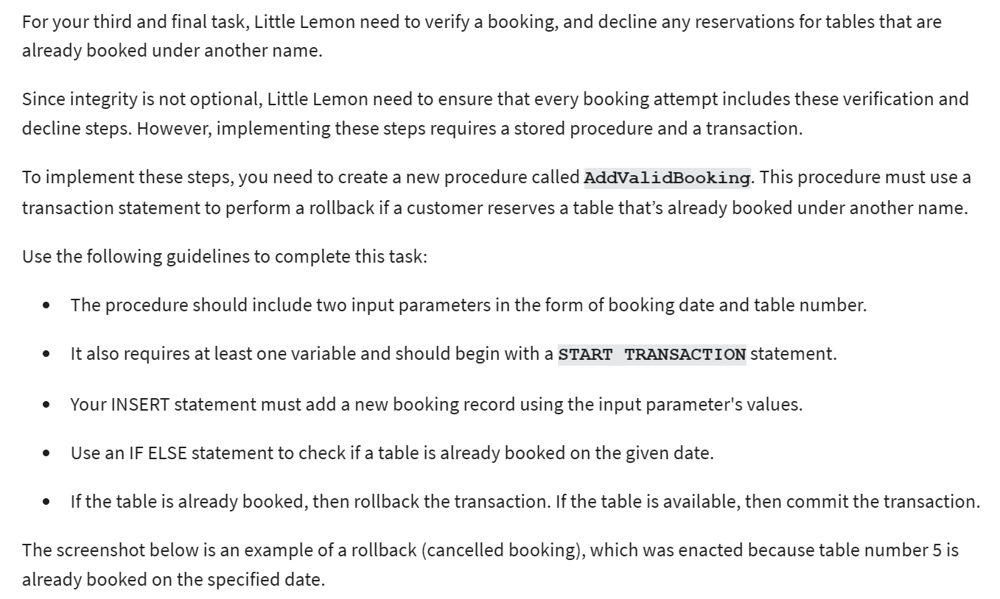 For your third and final task, Little Lemon need to verify a booking, and decline any reservations for tables that are
already booked under another name.
Since integrity is not optional, Little Lemon need to ensure that every booking attempt includes these verification and
decline steps. However, implementing these steps requires a stored procedure and a transaction.
To implement these steps, you need to create a new procedure called AddValidBooking. This procedure must use a
transaction statement to perform a rollback if a customer reserves a table that’s already booked under another name.
Use the following guidelines to complete this task:
• The procedure should include two input parameters in the form of booking date and table number.
• It also requires at least one variable and should begin with a START TRANSACTION statement.
• Your INSERT statement must add a new booking record using the input parameter's values.
• Use an IF ELSE statement to check if a table is already booked on the given date.
• If the table is already booked, then rollback the transaction. If the table is available, then commit the transaction.
The screenshot below is an example of a rollback (cancelled booking), which was enacted because table number 5 is
already booked on the specified date.